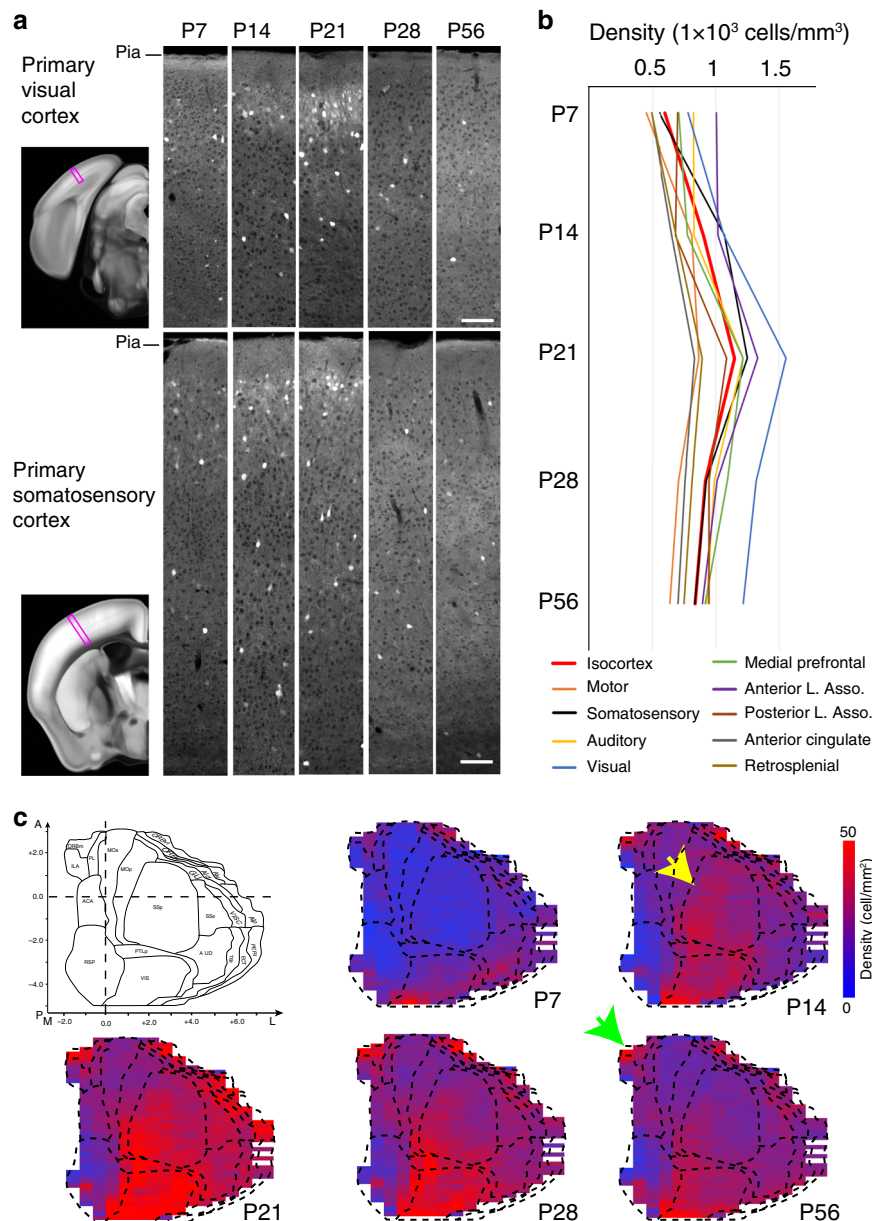 a
P7 P14 P21 P28 P56
Pia
Primary
visual
cortex
Pia
Primary
somatosensory
cortex
b
Density (1×10³ cells/mm³)
0.5 1 1.5
P7
P14
P21
P28
P56
Isocortex
Motor
Somatosensory
Auditory
Visual
Medial prefrontal
Anterior L. Asso.
Posterior L. Asso.
Anterior cingulate
Retrosplenial
c
A
+2.0
0.0
−2.0
−4.0
P
M −2.0 0.0 +2.0 +4.0 +6.0 L
ORBm
ILA
PL
MOs
MOp
ACA
SSp
SSs
RSP
PTLp
VIS
A UD
TEa
ECT
PERI
P7
P14
50
Density (cell/mm²)
0
P21
P28
P56